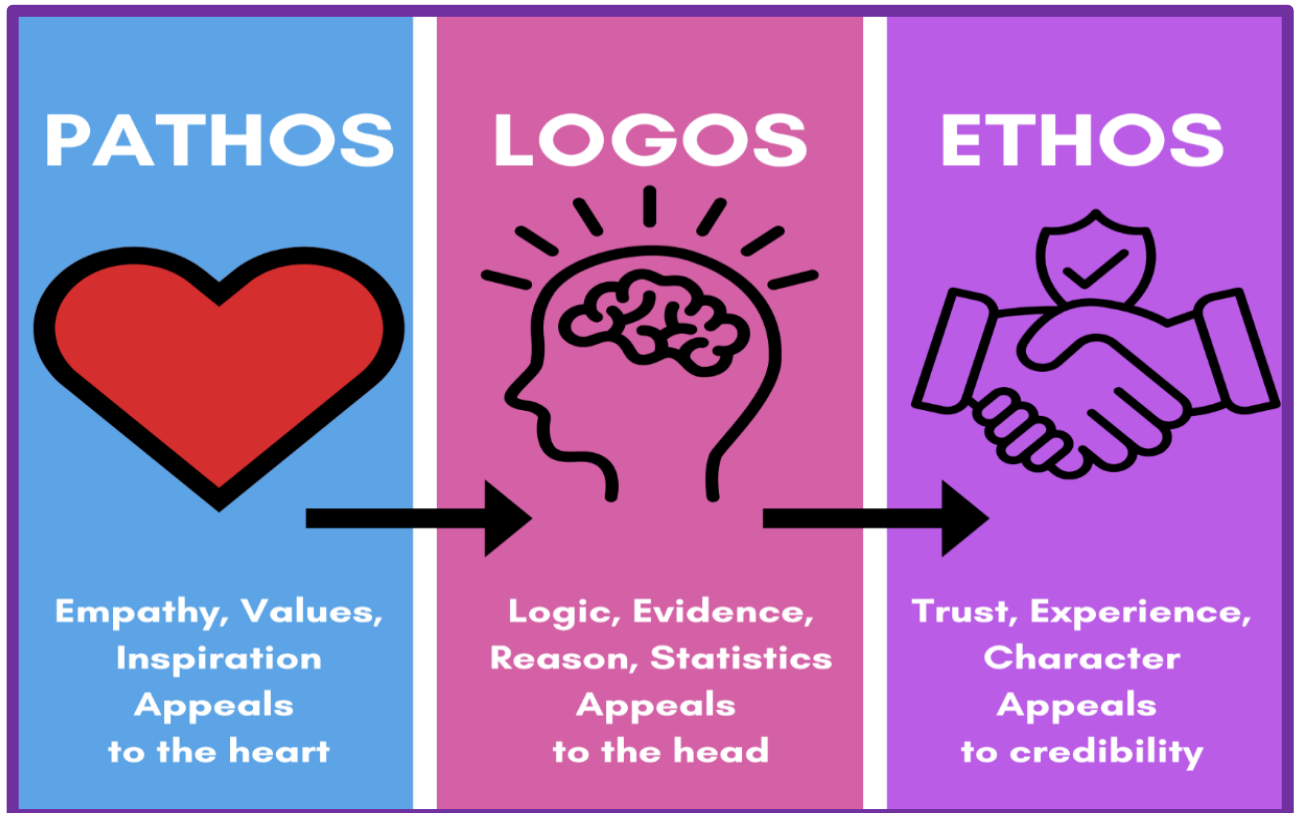 PATHOS
Empathy, Values,
Inspiration
Appeals
to the heart
LOGOS
Logic, Evidence,
Reason, Statistics
Appeals
to the head
ETHOS
Trust, Experience,
Character
Appeals
to credibility